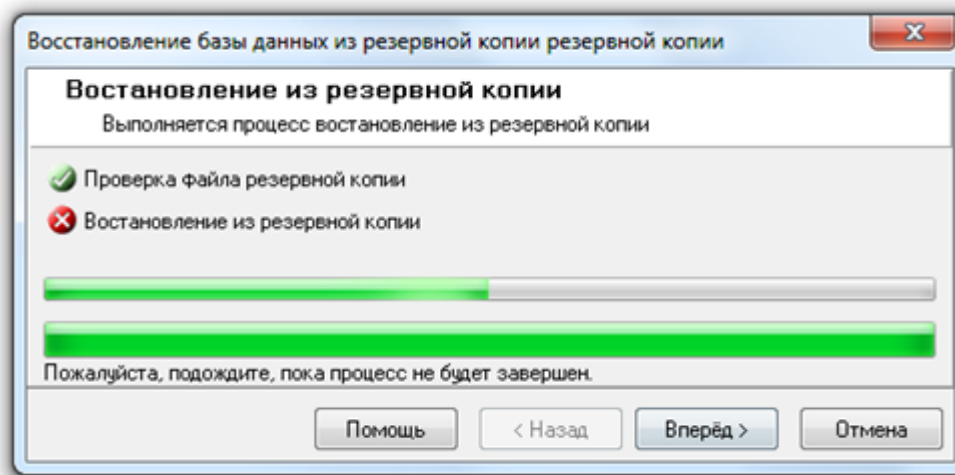 Восстановление базы данных из резервной копии резервной копии
Востановление из резервной копии
Выполняется процесс востановление из резервной копии
Проверка файла резервной копии
Востановление из резервной копии
Пожалуйста, подождите, пока процесс не будет завершен.
Помощь
< Назад
Вперёд >
Отмена